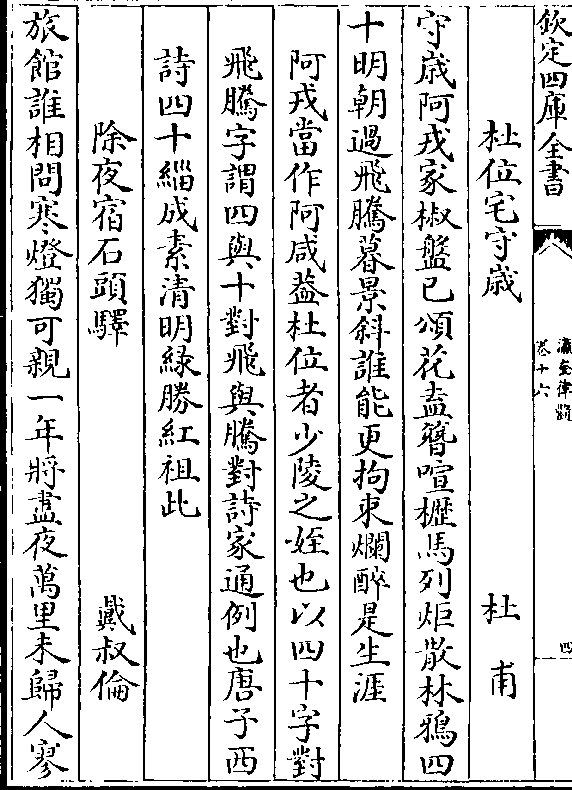 欽定四庫全書
瀛奎律髓
卷十六
四
杜位宅守歳 杜甫
守歳阿戎家椒盤已頌花盍簪喧櫪馬列炬散林鴉四
十明朝過飛騰暮景斜誰能更拘束爛醉是生涯
阿戎當作阿咸葢杜位者少陵之姪也以四十字對
飛騰字謂四與十對飛與騰對詩家通例也唐子西
詩四十緇成素清明緑勝紅祖此
除夜宿石頭驛 戴叔倫
旅館誰相問寒燈獨可親一年將盡夜萬里未歸人寥